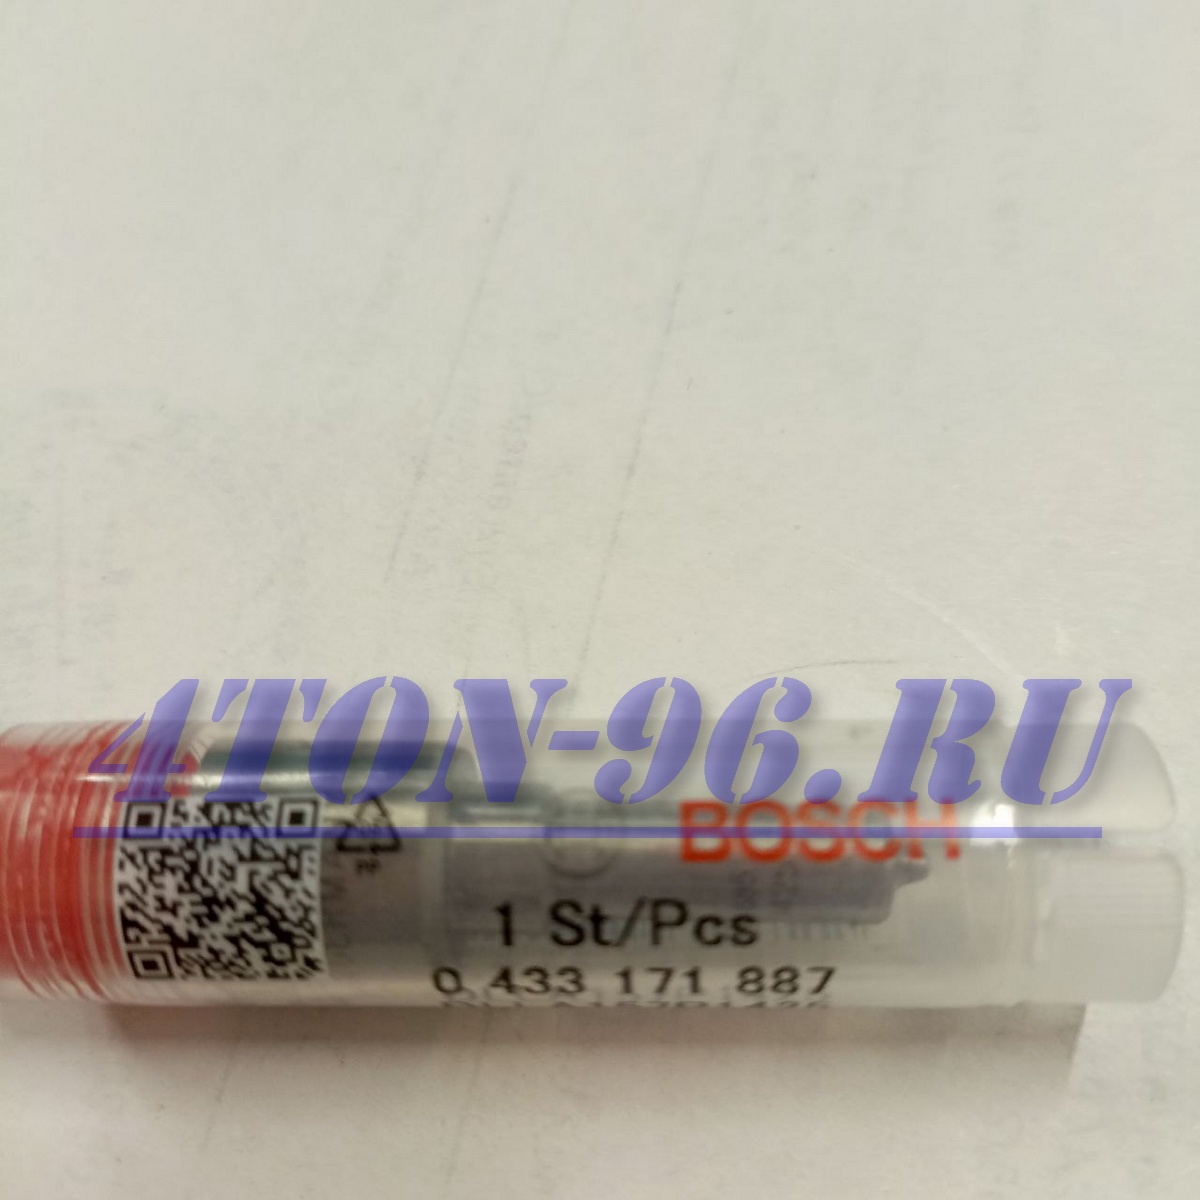 4TON-96.RU
BOSCH
1 St/Pcs
0 433 171 887